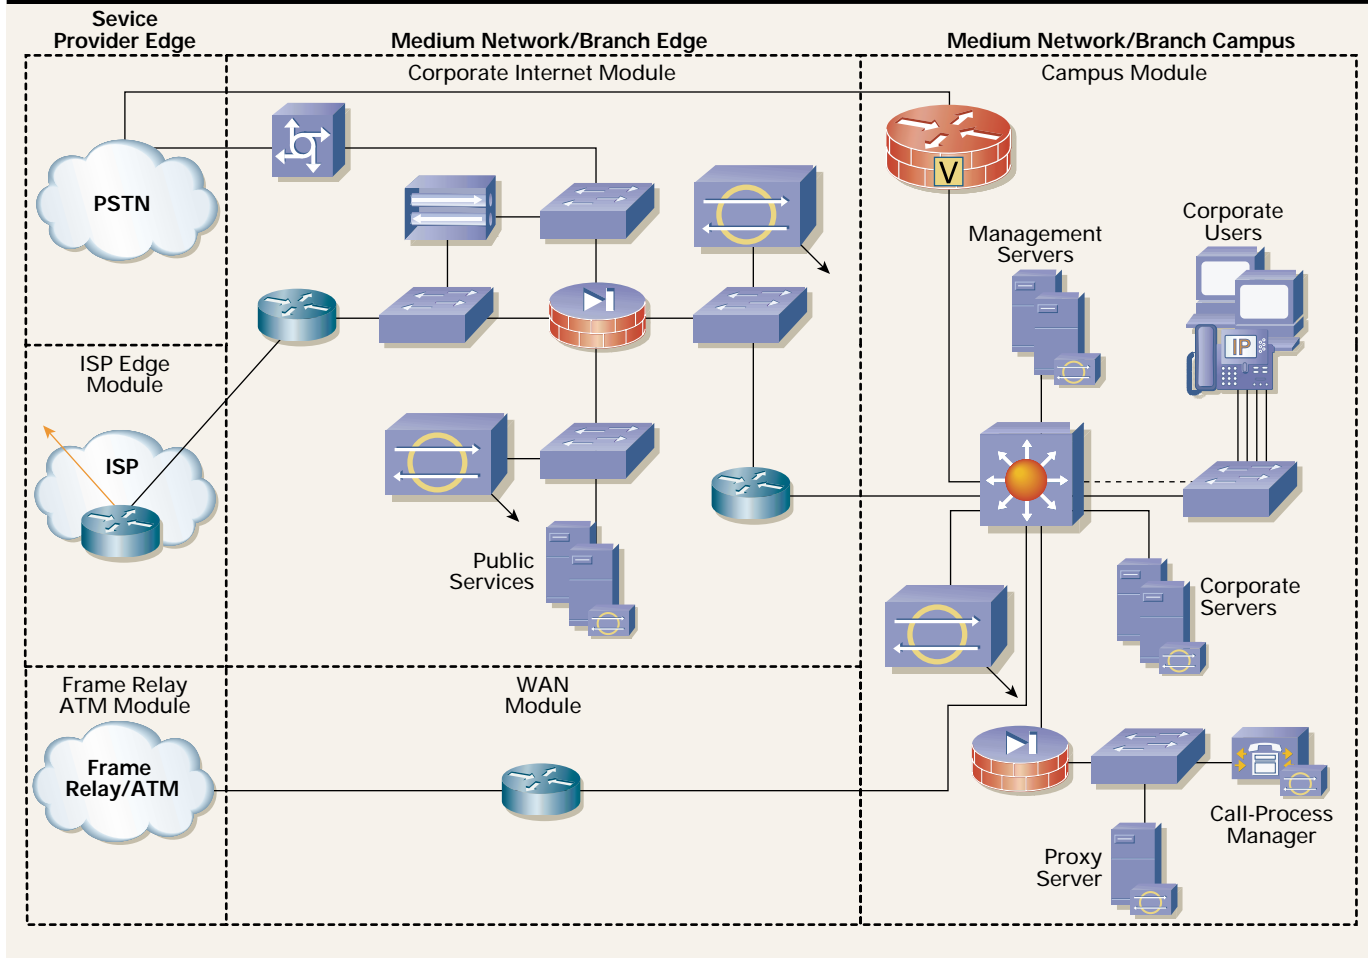 Sevice
Provider Edge
Medium Network/Branch Edge
Medium Network/Branch Campus
Corporate Internet Module
Campus Module
PSTN
V
Management
Servers
Corporate
Users
IP
ISP Edge
Module
ISP
Public
Services
Corporate
Servers
Frame Relay
ATM Module
WAN
Module
Frame
Relay/ATM
Call-Process
Manager
Proxy
Server